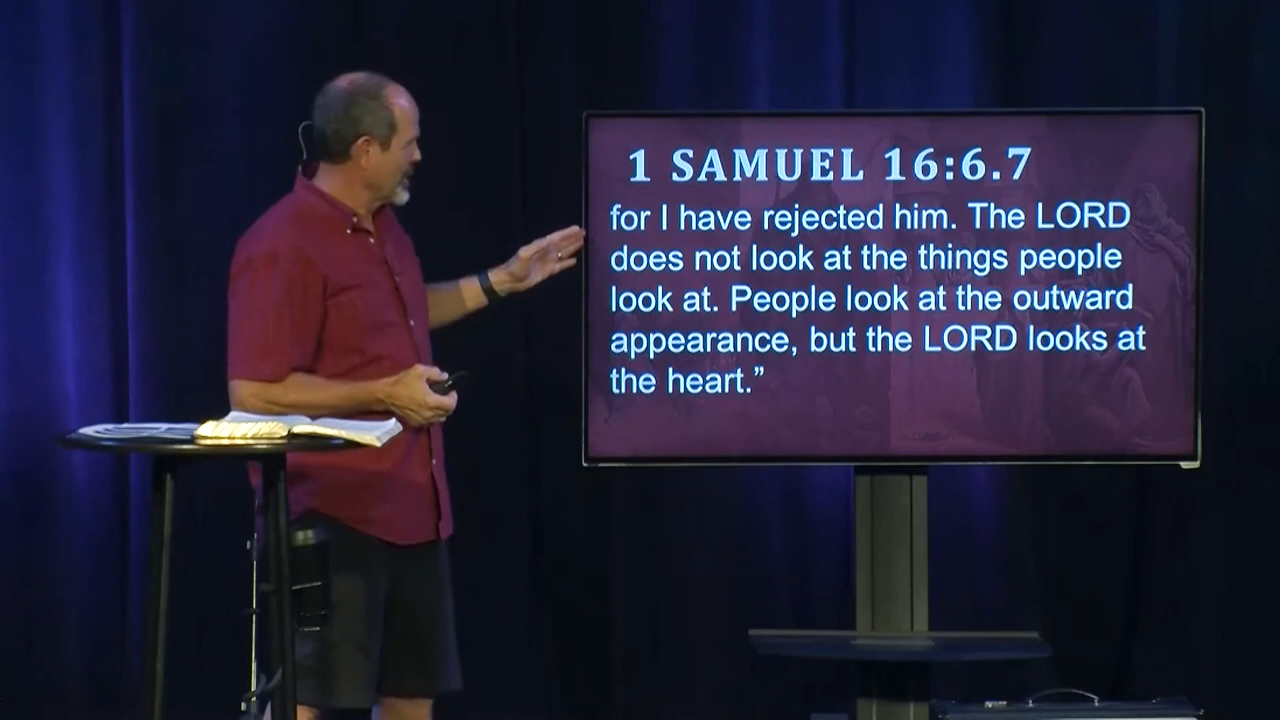 1 SAMUEL 16:6.7
for I have rejected him. The LORD
does not look at the things people
look at. People look at the outward
appearance, but the LORD looks at
the heart.”